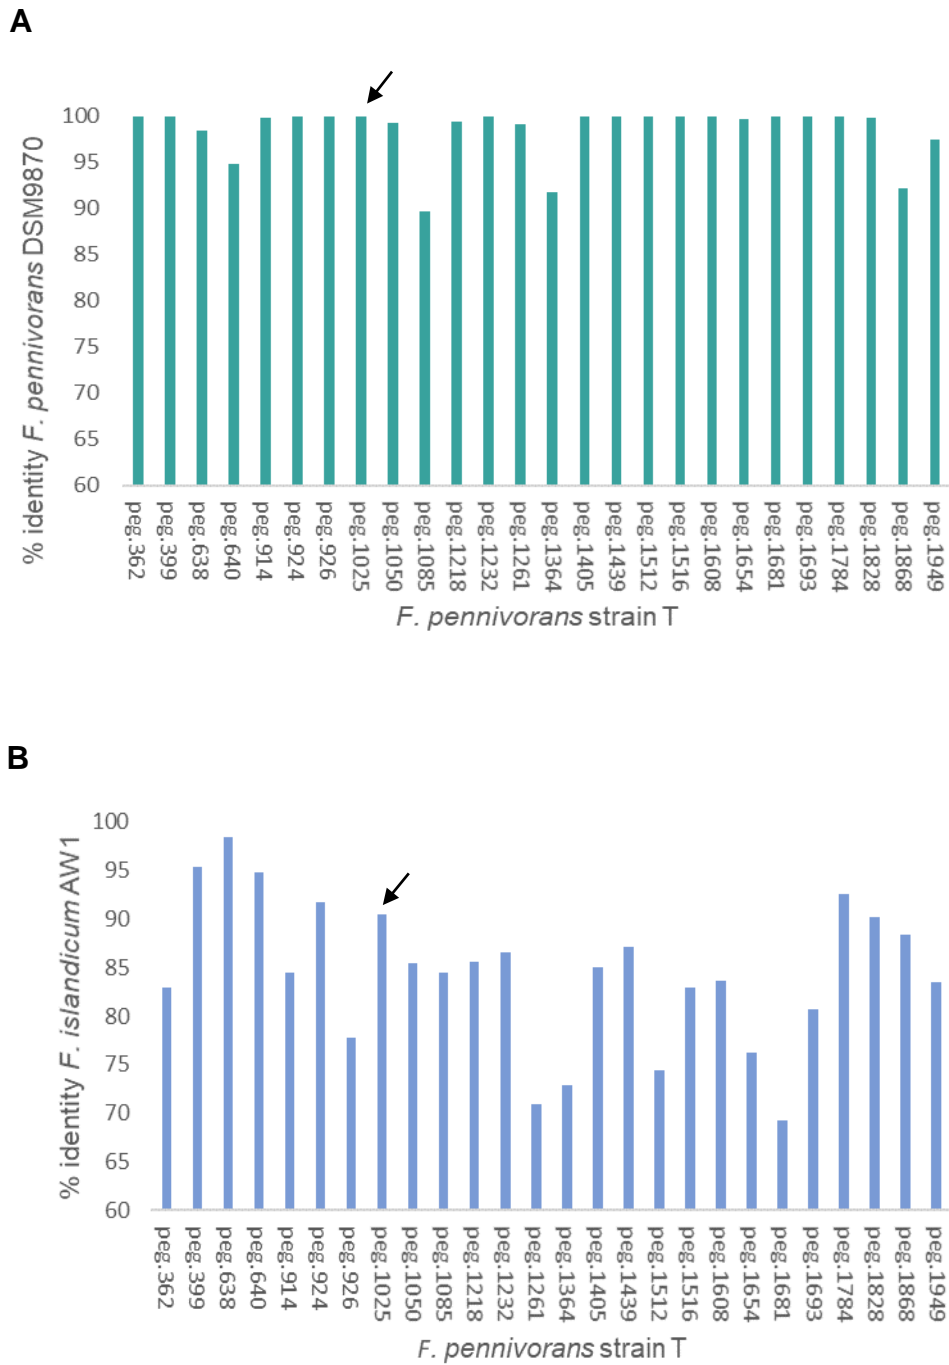 A
% identity F. pennivorans DSM9870
100
95
90
85
80
75
70
65
60
peg.362
peg.399
peg.638
peg.640
peg.914
peg.924
peg.926
peg.1025
peg.1050
peg.1085
peg.1218
peg.1232
peg.1261
peg.1364
peg.1405
peg.1439
peg.1512
peg.1516
peg.1608
peg.1654
peg.1681
peg.1693
peg.1784
peg.1828
peg.1868
peg.1949
F. pennivorans strain T
B
% identity F. islandicum AW1
100
95
90
85
80
75
70
65
60
peg.362
peg.399
peg.638
peg.640
peg.914
peg.924
peg.926
peg.1025
peg.1050
peg.1085
peg.1218
peg.1232
peg.1261
peg.1364
peg.1405
peg.1439
peg.1512
peg.1516
peg.1608
peg.1654
peg.1681
peg.1693
peg.1784
peg.1828
peg.1868
peg.1949
F. pennivorans strain T